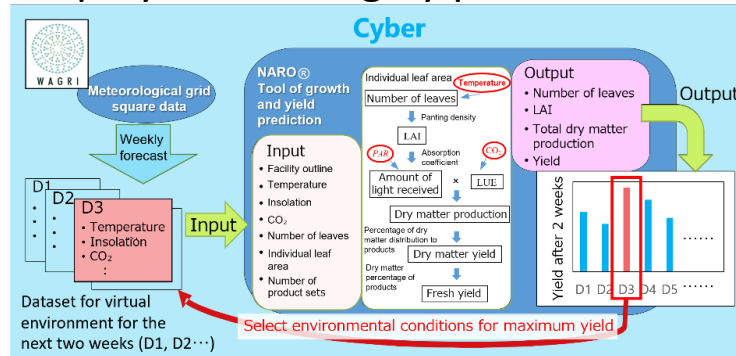 Cyber
WAGRI
Meteorological grid
square data
Weekly
forecast
D1
D2
D3
• Temperature
• Insolation
• CO₂
:
Dataset for virtual
environment for the
next two weeks (D1, D2⋯)
Input
NARO®
Tool of growth
and yield
prediction
Input
• Facility outline
• Temperature
• Insolation
• CO₂
• Number of leaves
• Individual leaf
area
• Number of
product sets
Individual leaf area
Temperature
Number of leaves
Panting density
LAI
PAR
Absorption
coefficient
CO₂
Amount of
light received
×
LUE
Dry matter production
Percentage of dry
matter distribution to
products
Dry matter yield
Dry matter
percentage of
products
Fresh yield
Output
• Number of leaves
• LAI
• Total dry matter
production
• Yield
Output
Yield after 2 weeks
D1 D2 D3 D4 D5 ⋯⋯
⋯⋯
Select environmental conditions for maximum yield